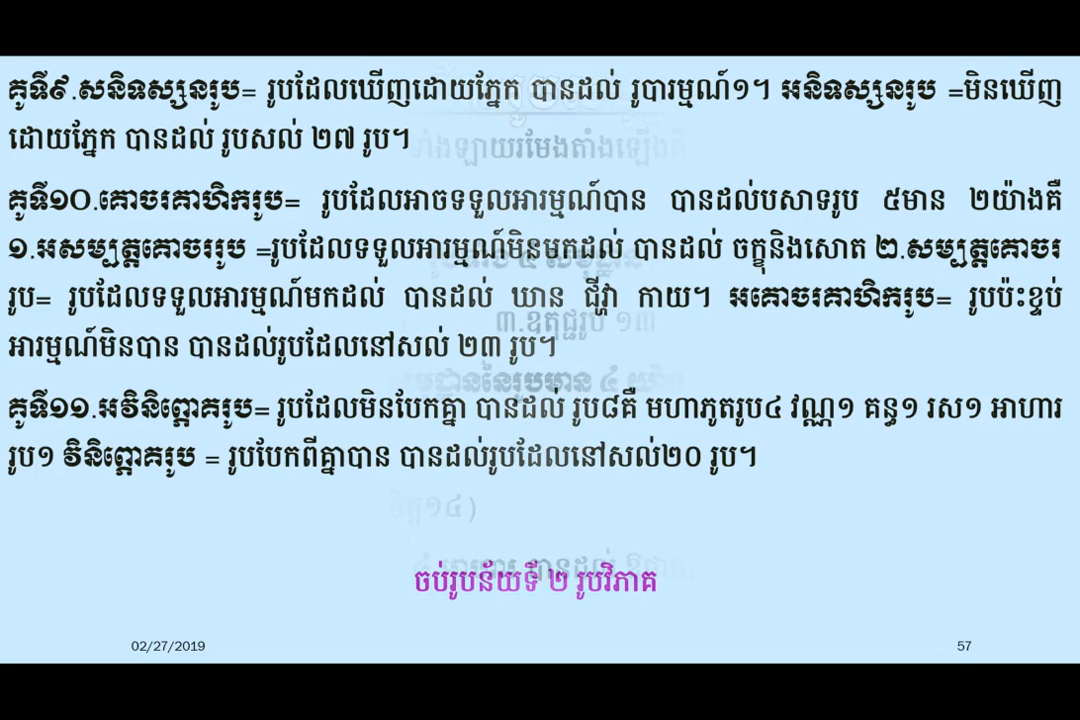 គូទី៩.សនិទស្សនរូប= រូបដែលឃើញដោយភ្នែក បានដល់ រូបារម្មណ៍១។ អនិទស្សនរូប =មិនឃើញ
ដោយភ្នែក បានដល់ រូបសល់ ២៧ រូប។
គូទី១០.គោចរគាហិករូប= រូបដែលអាចទទួលអារម្មណ៍បាន បានដល់បសាទរូប ៥មាន ២យ៉ាងគឺ
១.អសម្បត្តគោចររូប =រូបដែលទទួលអារម្មណ៍មិនមកដល់ បានដល់ ចក្ខុនិងសោត ២.សម្បត្តគោចរ
រូប= រូបដែលទទួលអារម្មណ៍មកដល់ បានដល់ ឃាន ជីវ្ហា កាយ។ អគោចរគាហិករូប= រូបប៉ះខ្ទប់
អារម្មណ៍មិនបាន បានដល់រូបដែលនៅសល់ ២៣ រូប។
គូទី១១.អវិនិព្ភោគរូប= រូបដែលមិនបែកគ្នា បានដល់ រូប៨គឺ មហាភូតរូប៤ វណ្ណ១ គន្ធ១ រស១ អាហារ
រូប១ វិនិព្ភោគរូប = រូបបែកពីគ្នាបាន បានដល់រូបដែលនៅសល់២០ រូប។
ចប់រូបន័យទី ២ រូបវិភាគ
02/27/2019
57